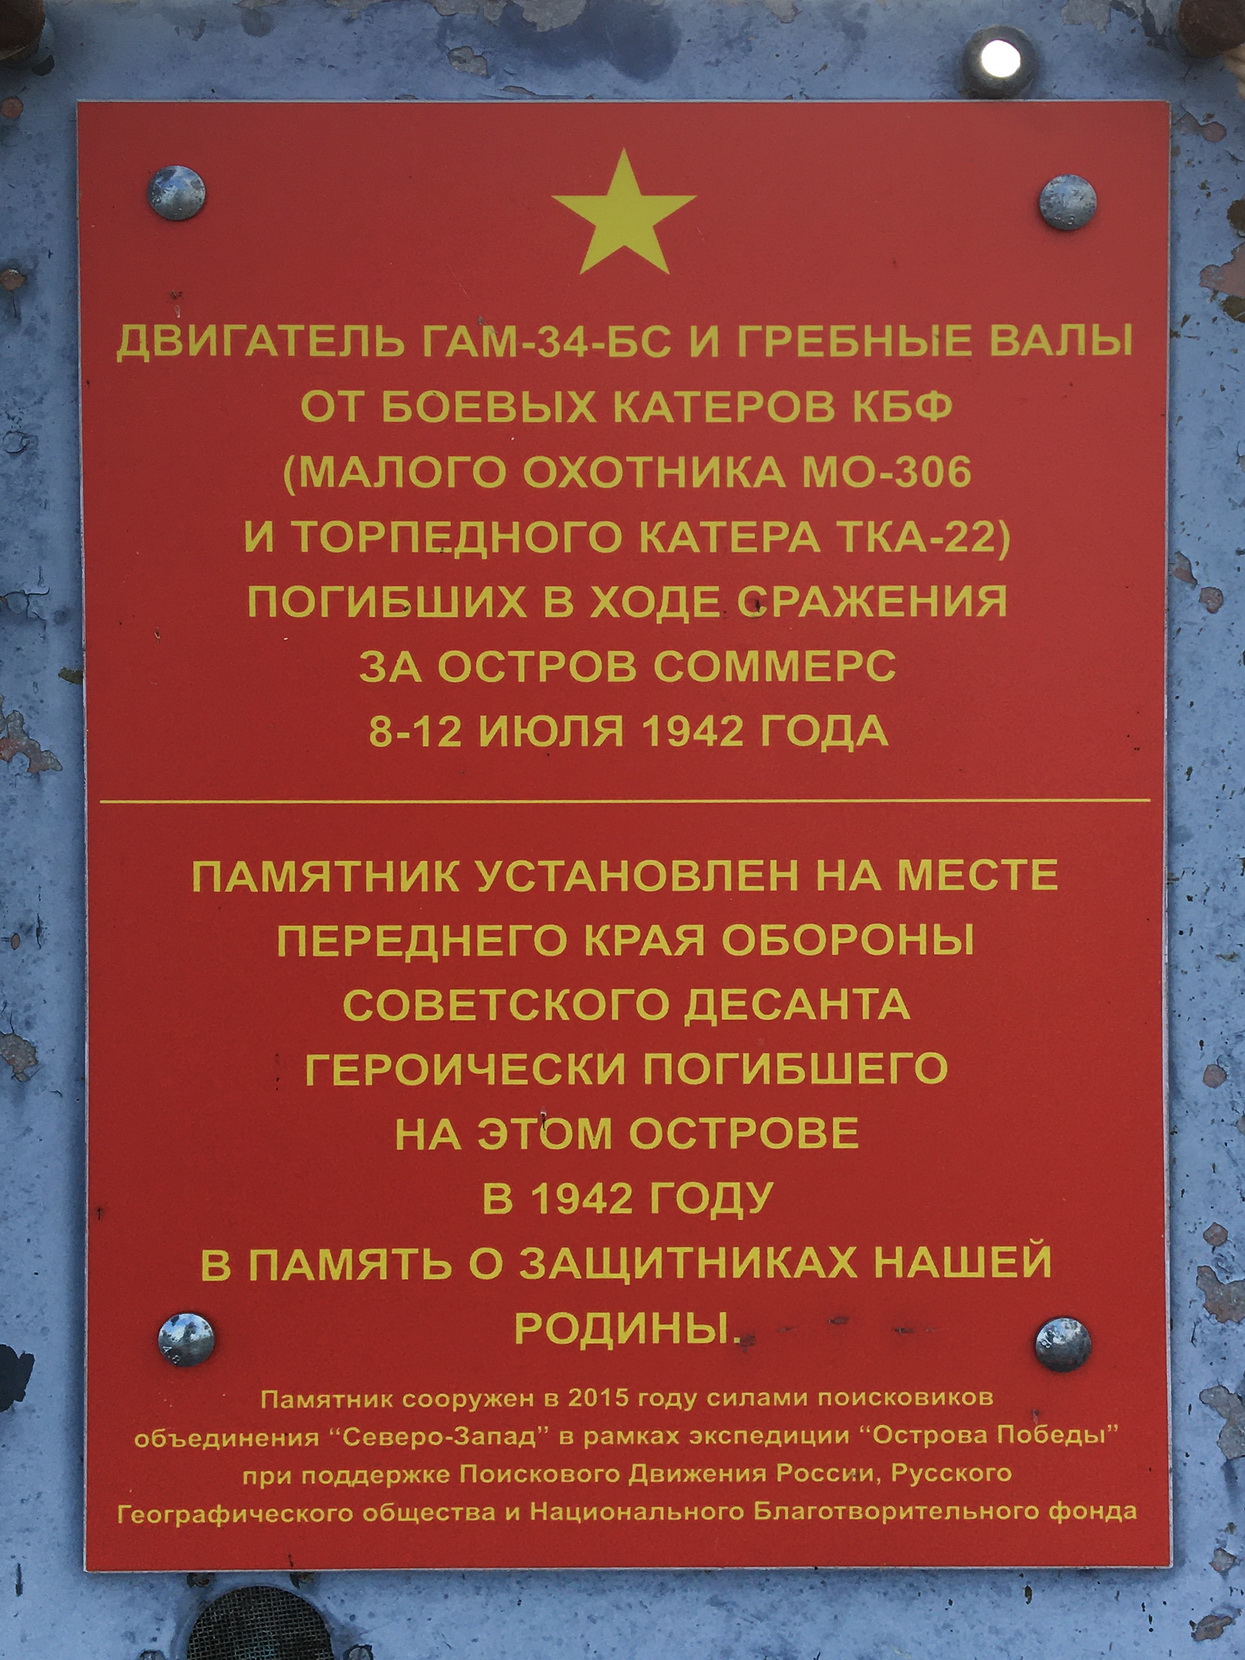 ДВИГАТЕЛЬ ГАМ-34-БС И ГРЕБНЫЕ ВАЛЫ
ОТ БОЕВЫХ КАТЕРОВ КБФ
(МАЛОГО ОХОТНИКА МО-306
И ТОРПЕДНОГО КАТЕРА ТКА-22)
ПОГИБШИХ В ХОДЕ СРАЖЕНИЯ
ЗА ОСТРОВ СОММЕРС
8-12 ИЮЛЯ 1942 ГОДА
ПАМЯТНИК УСТАНОВЛЕН НА МЕСТЕ
ПЕРЕДНЕГО КРАЯ ОБОРОНЫ
СОВЕТСКОГО ДЕСАНТА
ГЕРОИЧЕСКИ ПОГИБШЕГО
НА ЭТОМ ОСТРОВЕ
В 1942 ГОДУ
В ПАМЯТЬ О ЗАЩИТНИКАХ НАШЕЙ
РОДИНЫ.
Памятник сооружен в 2015 году силами поисковиков
объединения “Северо-Запад” в рамках экспедиции “Острова Победы”
при поддержке Поискового Движения России, Русского
Географического общества и Национального Благотворительного фонда